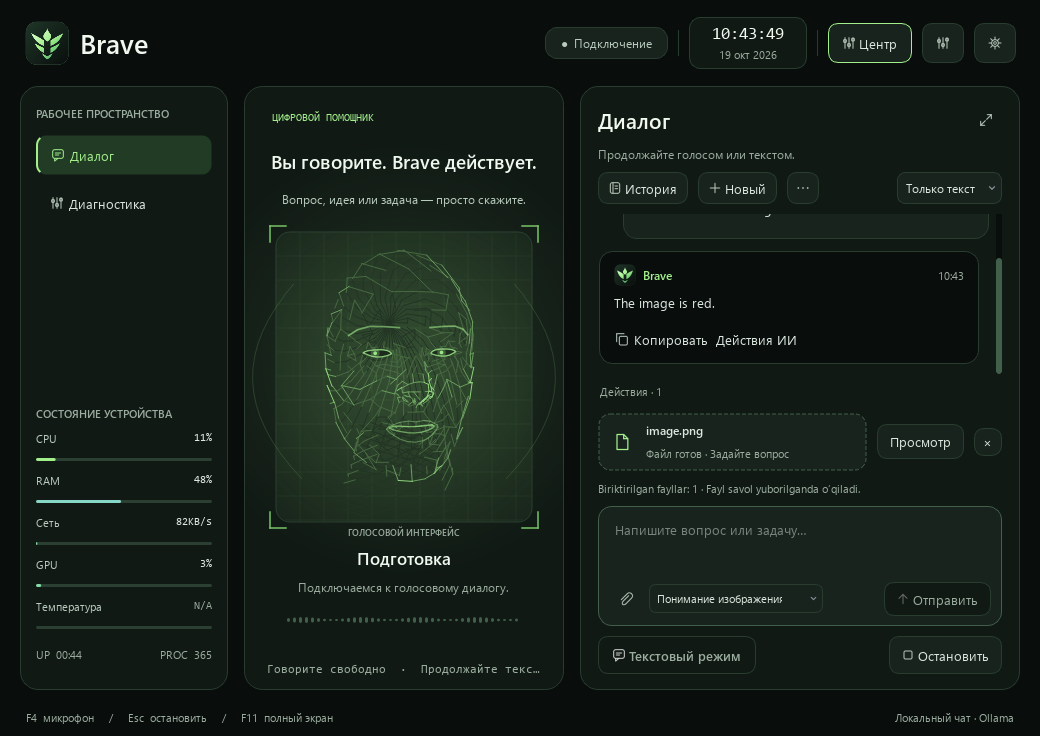 Brave
● Подключение
10:43:49
19 окт 2026
Центр
РАБОЧЕЕ ПРОСТРАНСТВО
Диалог
Диагностика
СОСТОЯНИЕ УСТРОЙСТВА
CPU 11%
RAM 48%
Сеть 82KB/s
GPU 3%
Температура N/A
UP 00:44 PROC 365
ЦИФРОВОЙ ПОМОЩНИК
Вы говорите. Brave действует.
Вопрос, идея или задача — просто скажите.
ГОЛОСОВОЙ ИНТЕРФЕЙС
Подготовка
Подключаемся к голосовому диалогу.
Говорите свободно · Продолжайте текс…
Диалог
Продолжайте голосом или текстом.
История
Новый
···
Только текст
Brave 10:43
The image is red.
Копировать Действия ИИ
Действия · 1
image.png
Файл готов · Задайте вопрос
Просмотр
×
Biriktirilgan fayllar: 1 · Fayl savol yuborilganda o‘qiladi.
Напишите вопрос или задачу…
Понимание изображения
Отправить
Текстовый режим
Остановить
F4 микрофон / Esc остановить / F11 полный экран
Локальный чат · Ollama